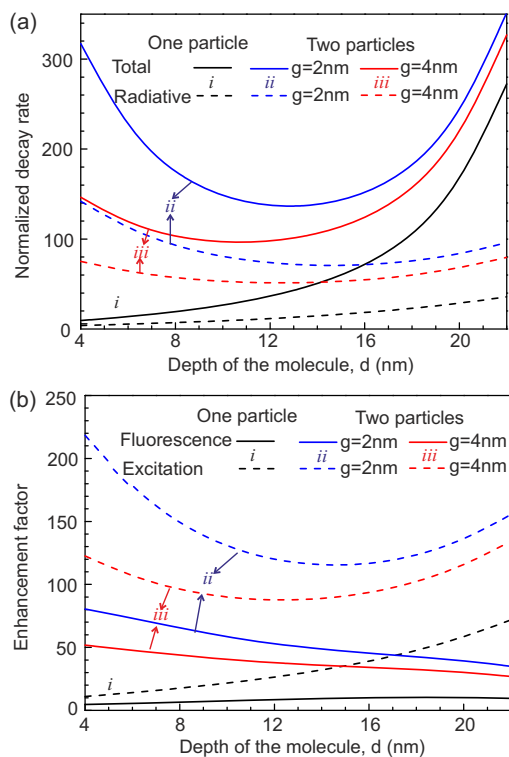 (a)
350
300
200
100
0
Normalized decay rate
One particle Two particles
Total g=2nm g=4nm
Radiative i ii g=2nm iii g=4nm
ii
iii
i
4 8 12 16 20
Depth of the molecule, d (nm)
(b)
250
200
150
100
50
0
Enhancement factor
One particle Two particles
Fluorescence g=2nm g=4nm
Excitation i ii g=2nm iii g=4nm
ii
iii
i
4 8 12 16 20
Depth of the molecule, d (nm)